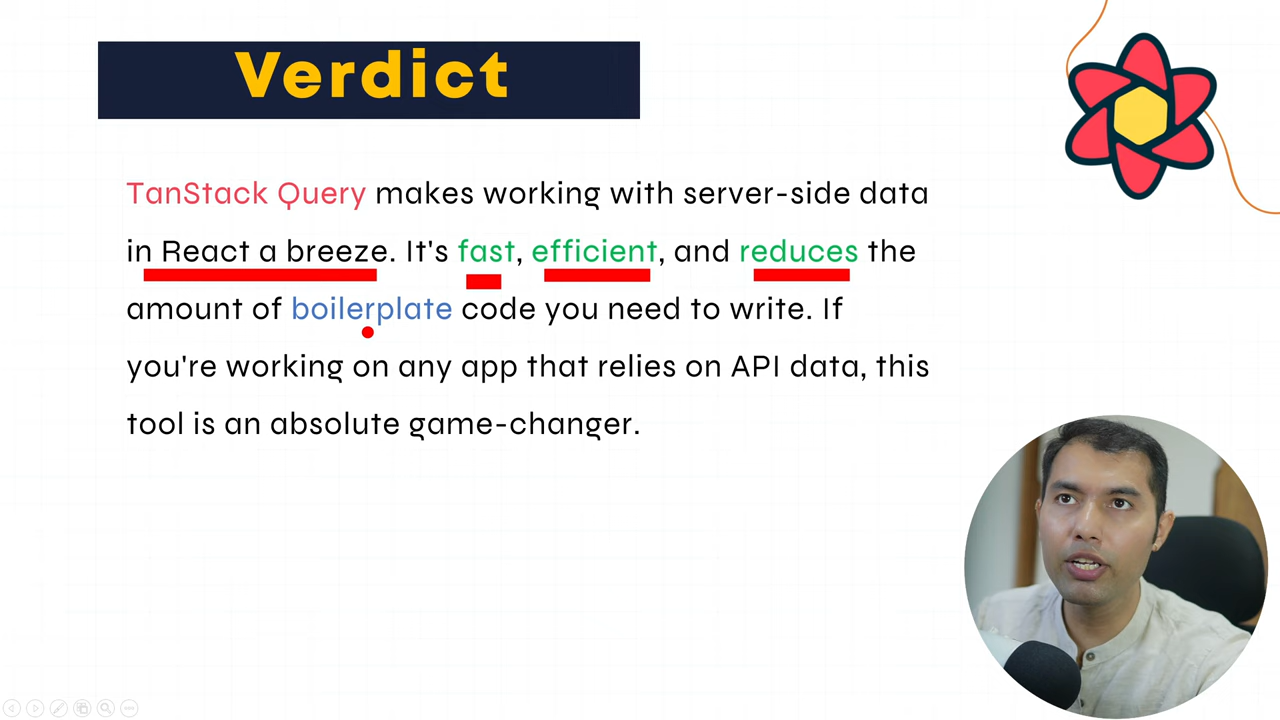 Verdict
TanStack Query makes working with server-side data
in React a breeze. It's fast, efficient, and reduces the
amount of boilerplate code you need to write. If
you're working on any app that relies on API data, this
tool is an absolute game-changer.